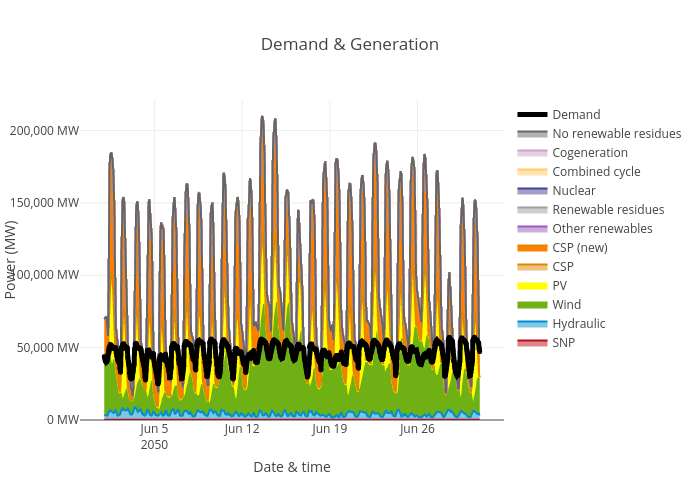 Demand & Generation
Power (MW)
200,000 MW
150,000 MW
100,000 MW
50,000 MW
0 MW
Jun 5
2050
Jun 12
Jun 19
Jun 26
Date & time
Demand
No renewable residues
Cogeneration
Combined cycle
Nuclear
Renewable residues
Other renewables
CSP (new)
CSP
PV
Wind
Hydraulic
SNP